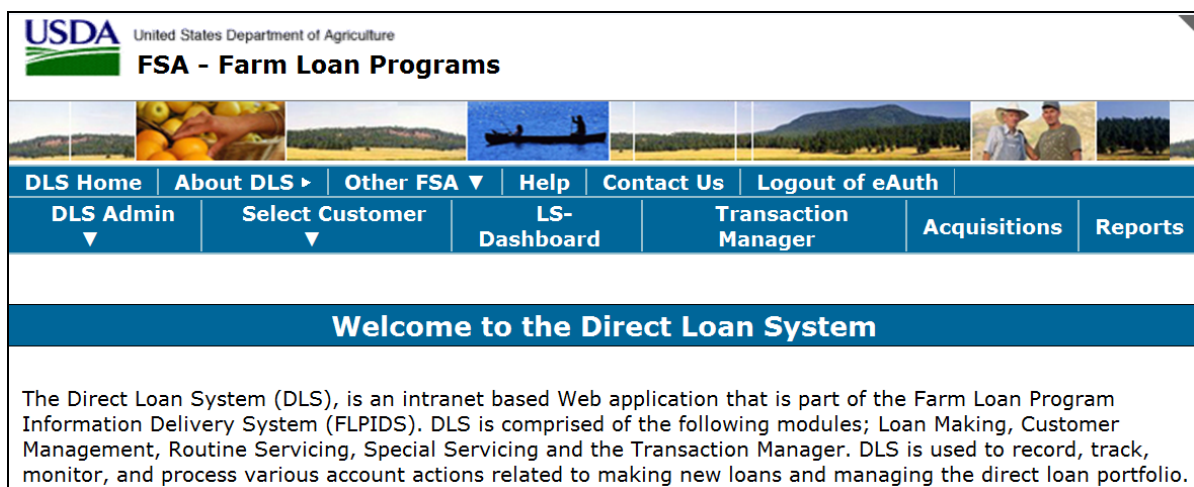 USDA United States Department of Agriculture
FSA - Farm Loan Programs
DLS Home About DLS ▸ Other FSA ▼ Help Contact Us Logout of eAuth
DLS Admin ▼ Select Customer ▼ LS-Dashboard Transaction Manager Acquisitions Reports
Welcome to the Direct Loan System
The Direct Loan System (DLS), is an intranet based Web application that is part of the Farm Loan Program
Information Delivery System (FLPIDS). DLS is comprised of the following modules; Loan Making, Customer
Management, Routine Servicing, Special Servicing and the Transaction Manager. DLS is used to record, track,
monitor, and process various account actions related to making new loans and managing the direct loan portfolio.